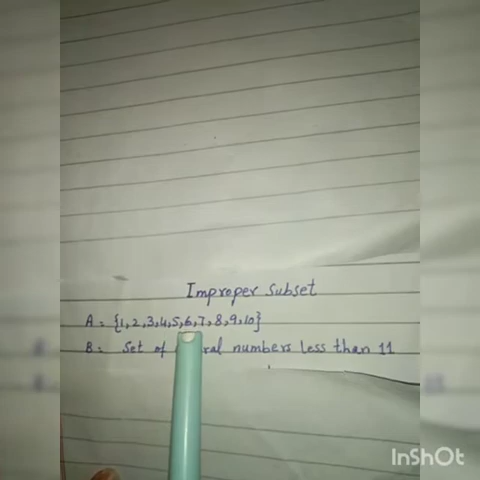 Improper Subset
A = {1,2,3,4,5,6,7,8,9,10}
B = Set of numbers less than 11
InShOt